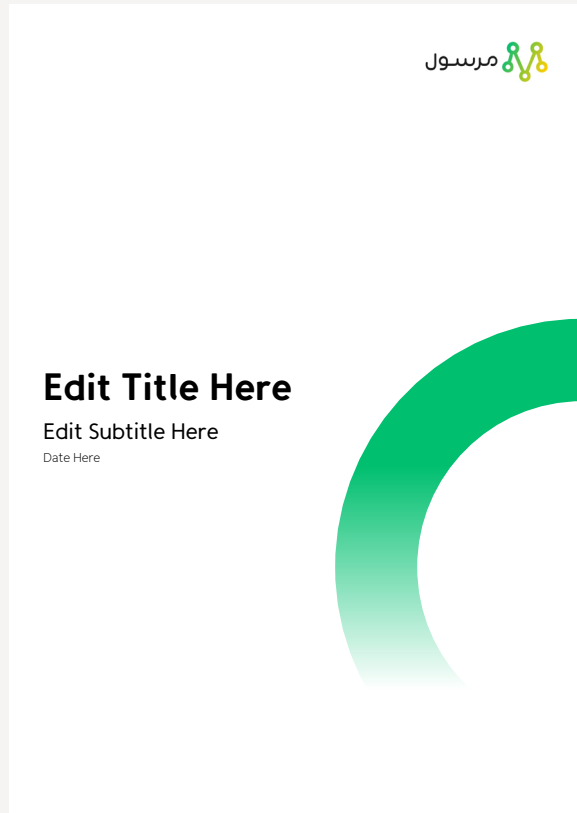 مرسول
Edit Title Here
Edit Subtitle Here
Date Here